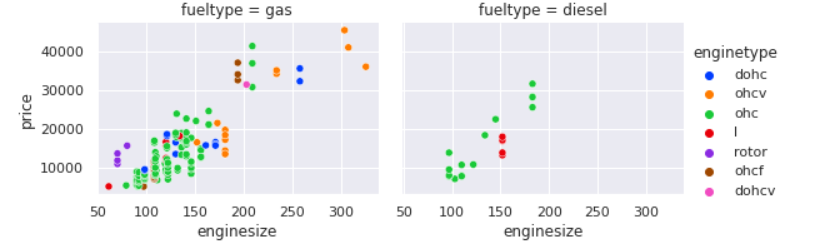 fueltype = gas
fueltype = diesel
price
40000
30000
20000
10000
50 100 150 200 250 300
50 100 150 200 250 300
enginesize
enginesize
enginetype
dohc
ohcv
ohc
l
rotor
ohcf
dohcv